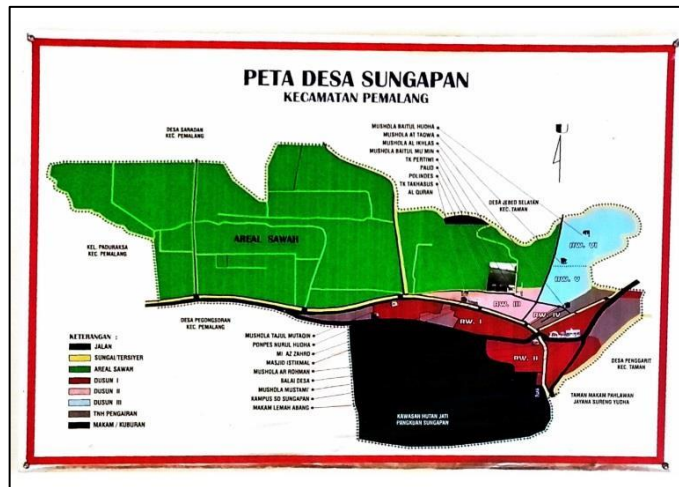 PETA DESA SUNGAPAN
KECAMATAN PEMALANG
DESA SARADAN
KEC. PEMALANG
MUSHOLA BAITUL HUDHA
MUSHOLA AT TAQWA
MUSHOLA AL IKHLAS
MUSHOLA BAITUL MU'MIN
TK PERTIWI
PAUD
POLINDES
TK TAKHASUS
AL QURAN
DESA JEBED SELATAN
KEC. TAMAN
RW. VI
RW. V
KEL. PADURAKSA
KEC. PEMALANG
AREAL SAWAH
RW. III
RW. IV
RW. I
RW. II
DESA PEGONGSORAN
KEC. PEMALANG
DESA PENGGARIT
KEC. TAMAN
TAMAN MAKAM PAHLAWAN
JAYANA SURENG YUDHA
MUSHOLA TAJUL MUTAQIN
PONPES NURUL HUDHA
MI AZ ZAHRO
MASJID ISTIKMAL
MUSHOLA AR ROHMAN
BALAI DESA
MUSHOLA MUSTAMI'
KAMPUS SD SUNGAPAN
MAKAM LEMAH ABANG
KAWASAN HUTAN JATI
PANGKUAN SUNGAPAN
KETERANGAN :
JALAN
SUNGAI TERSIYER
AREAL SAWAH
DUSUN I
DUSUN II
DUSUN III
TNH PENGAIRAN
MAKAM / KUBURAN